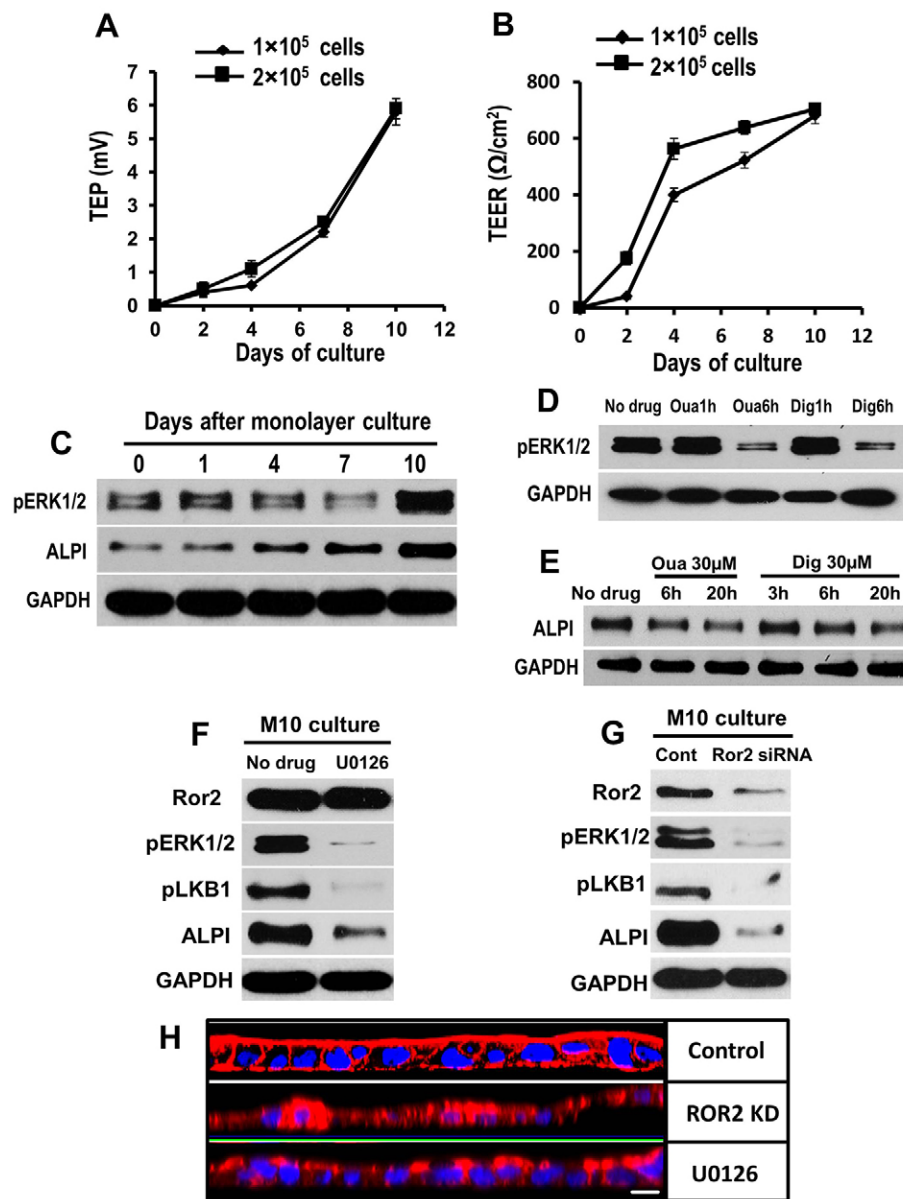 A
1×10⁵ cells
2×10⁵ cells
TEP (mV)
7
6
5
4
3
2
1
0
0 2 4 6 8 10 12
Days of culture
B
1×10⁵ cells
2×10⁵ cells
TEER (Ω/cm²)
800
600
400
200
0
0 2 4 6 8 10 12
Days of culture
C
Days after monolayer culture
0 1 4 7 10
pERK1/2
ALPI
GAPDH
D
No drug Oua1h Oua6h Dig1h Dig6h
pERK1/2
GAPDH
E
Oua 30µM Dig 30µM
No drug 6h 20h 3h 6h 20h
ALPI
GAPDH
F
M10 culture
No drug U0126
Ror2
pERK1/2
pLKB1
ALPI
GAPDH
G
M10 culture
Cont Ror2 siRNA
Ror2
pERK1/2
pLKB1
ALPI
GAPDH
H
Control
ROR2 KD
U0126